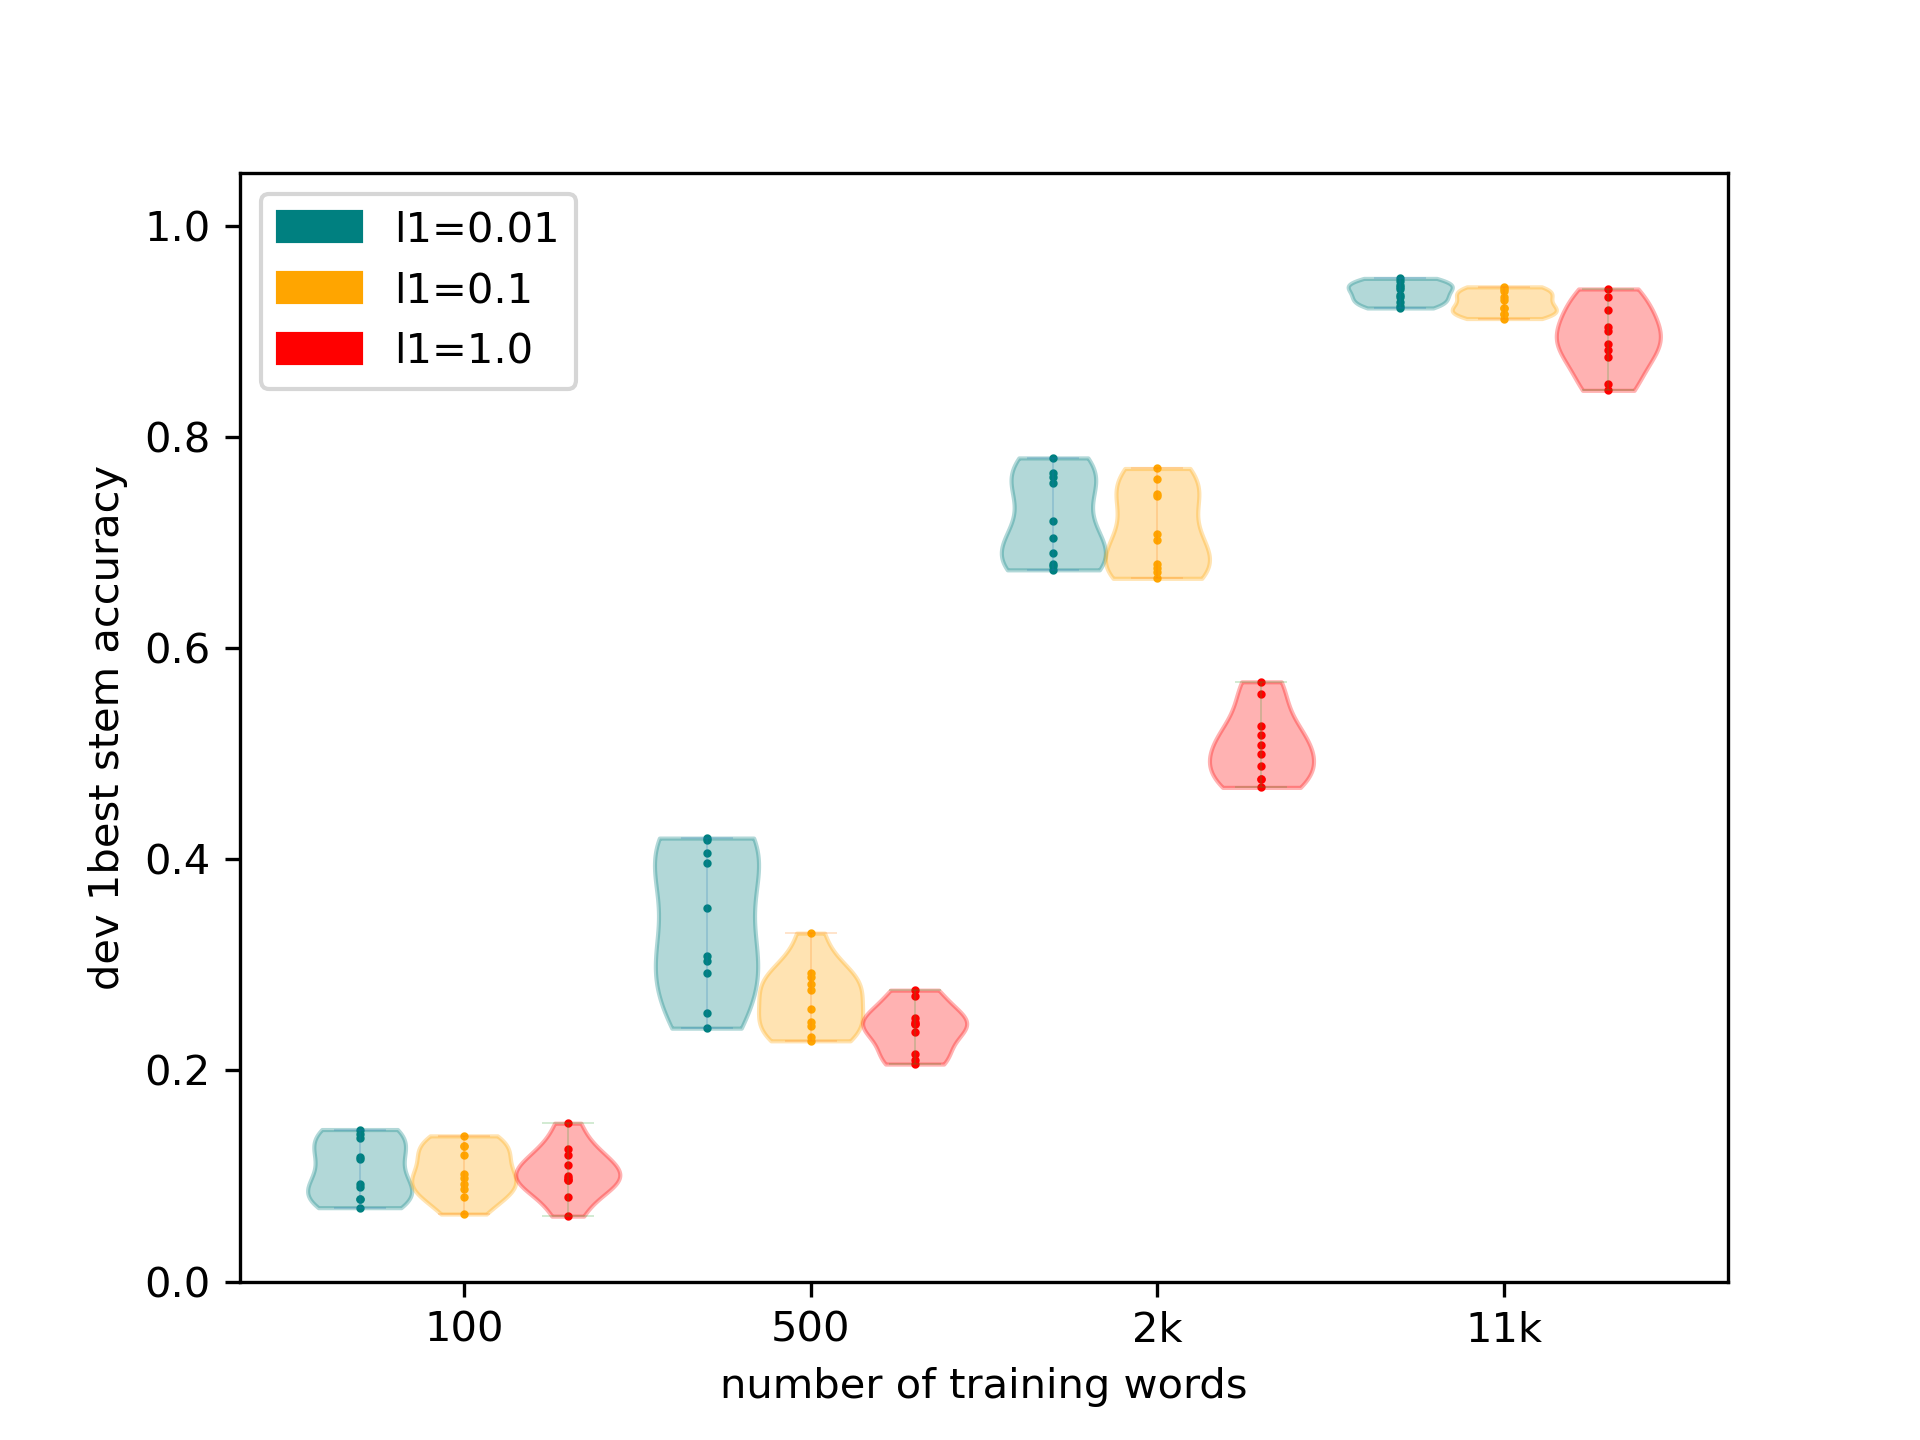 l1=0.01
l1=0.1
l1=1.0
1.0
0.8
0.6
0.4
0.2
0.0
dev 1best stem accuracy
100 500 2k 11k
number of training words